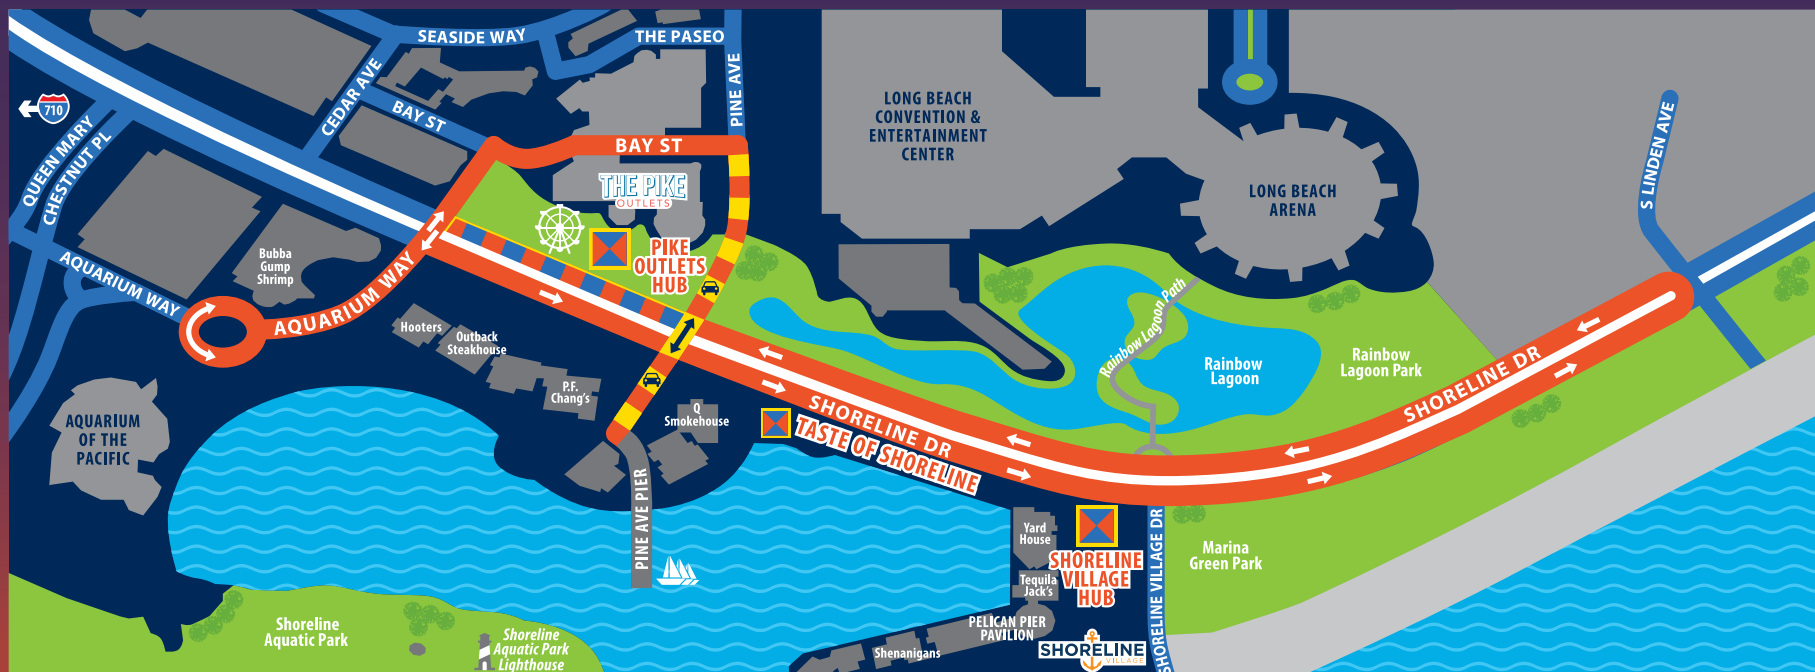 SEASIDE WAY
THE PASEO
PINE AVE
710
CEDAR AVE
BAY ST
QUEEN MARY
CHESTNUT PL
AQUARIUM WAY
Bubba
Gump
Shrimp
BAY ST
THE PIKE
OUTLETS
PIKE
OUTLETS
HUB
AQUARIUM WAY
Hooters
Outback
Steakhouse
P.F.
Chang's
Q
Smokehouse
AQUARIUM
OF THE
PACIFIC
LONG BEACH
CONVENTION &
ENTERTAINMENT
CENTER
LONG BEACH
ARENA
S LINDEN AVE
Rainbow Lagoon Path
Rainbow
Lagoon
Rainbow
Lagoon Park
SHORELINE DR
SHORELINE DR
TASTE OF SHORELINE
PINE AVE PIER
Yard
House
Tequila
Jack's
SHORELINE
VILLAGE
HUB
SHORELINE VILLAGE DR
Marina
Green Park
PELICAN PIER
PAVILION
Shenanigans
SHORELINE
VILLAGE
Shoreline
Aquatic Park
Shoreline
Aquatic Park
Lighthouse